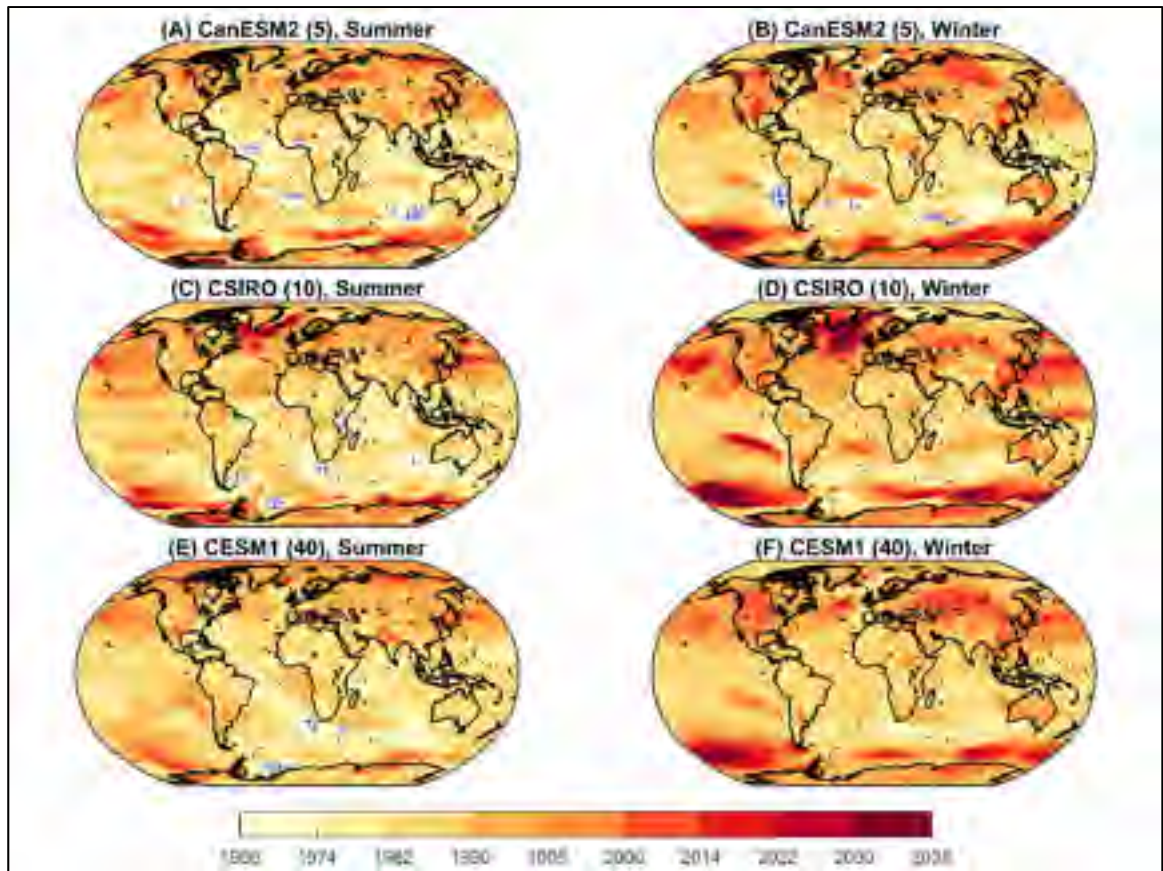 (A) CanESM2 (5), Summer
(B) CanESM2 (5), Winter
(C) CSIRO (10), Summer
(D) CSIRO (10), Winter
(E) CESM1 (40), Summer
(F) CESM1 (40), Winter
1974 1982 1990 2014 2022